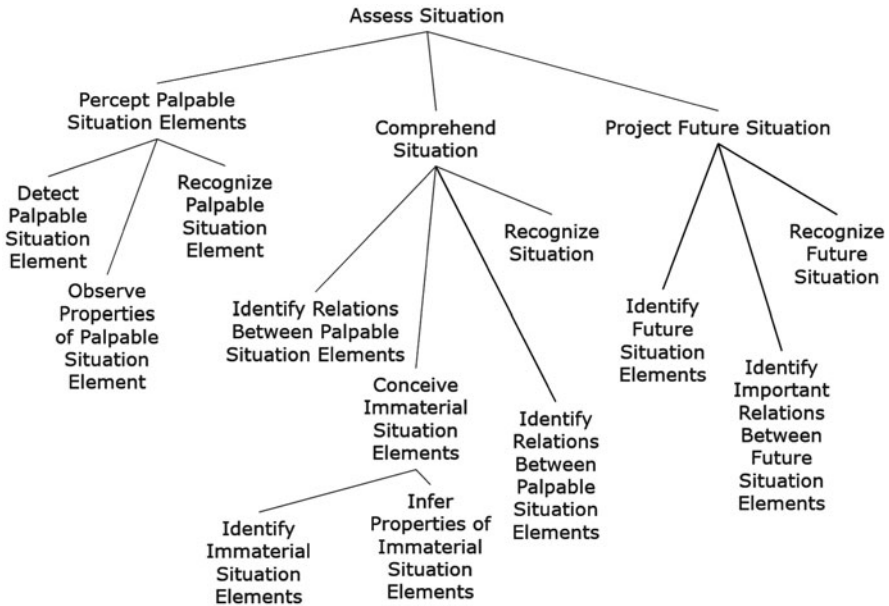 Assess Situation
Percept Palpable
Situation Elements
Comprehend
Situation
Project Future Situation
Detect
Palpable
Situation
Element
Observe
Properties
of Palpable
Situation
Element
Recognize
Palpable
Situation
Element
Identify Relations
Between Palpable
Situation Elements
Conceive
Immaterial
Situation
Elements
Identify
Immaterial
Situation
Elements
Infer
Properties of
Immaterial
Situation
Elements
Identify
Relations
Between
Palpable
Situation
Elements
Recognize
Situation
Identify
Future
Situation
Elements
Identify
Important
Relations
Between
Future
Situation
Elements
Recognize
Future
Situation